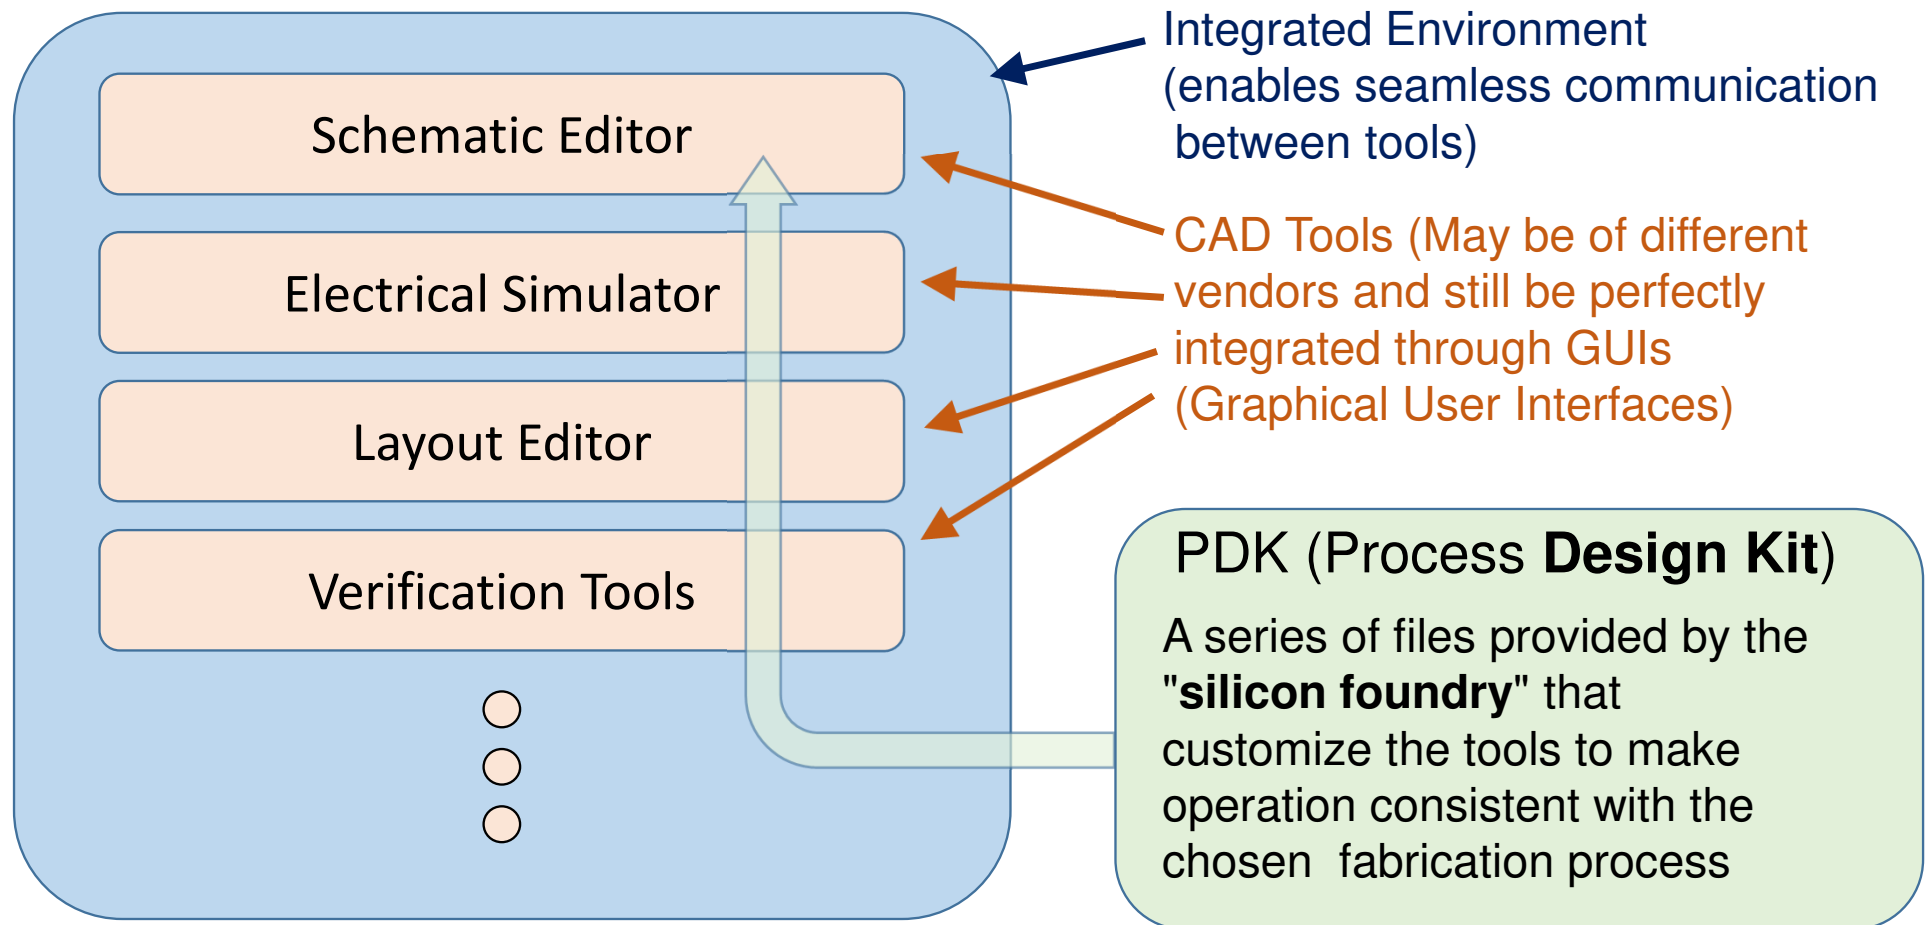 Schematic Editor
Electrical Simulator
Layout Editor
Verification Tools
Integrated Environment
(enables seamless communication
between tools)
CAD Tools (May be of different
vendors and still be perfectly
integrated through GUIs
(Graphical User Interfaces)
PDK (Process Design Kit)
A series of files provided by the
"silicon foundry" that
customize the tools to make
operation consistent with the
chosen fabrication process